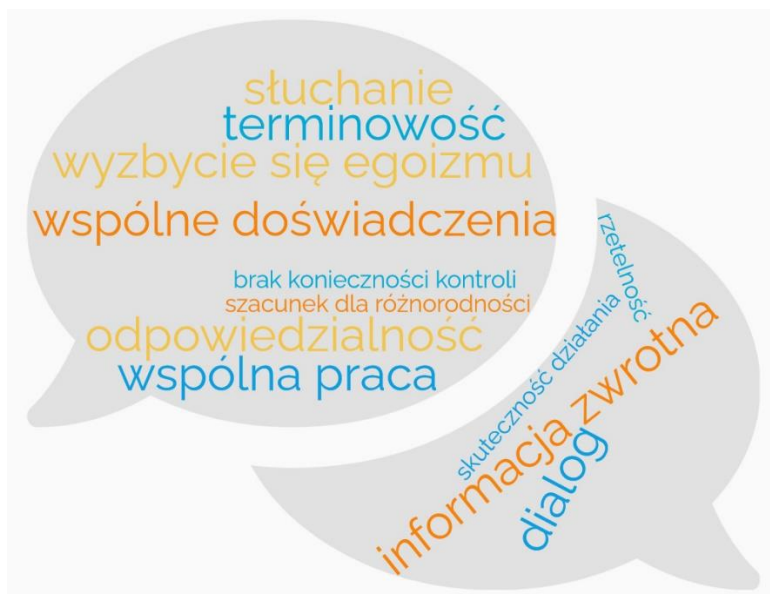 słuchanie
terminowość
wyzbycie się egoizmu
wspólne doświadczenia
brak konieczności kontroli
szacunek dla różnorodności
odpowiedzialność
wspólna praca
rzetelność
skuteczność działania
informacja zwrotna
dialog